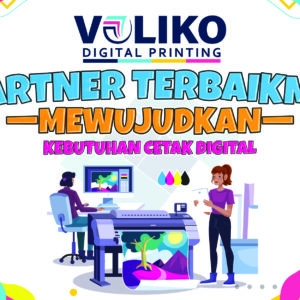 VOLIKO
DIGITAL PRINTING
ARTNER TERBAIKM
MEWUJUDKAN
KEBUTUHAN CETAK DIGITAL